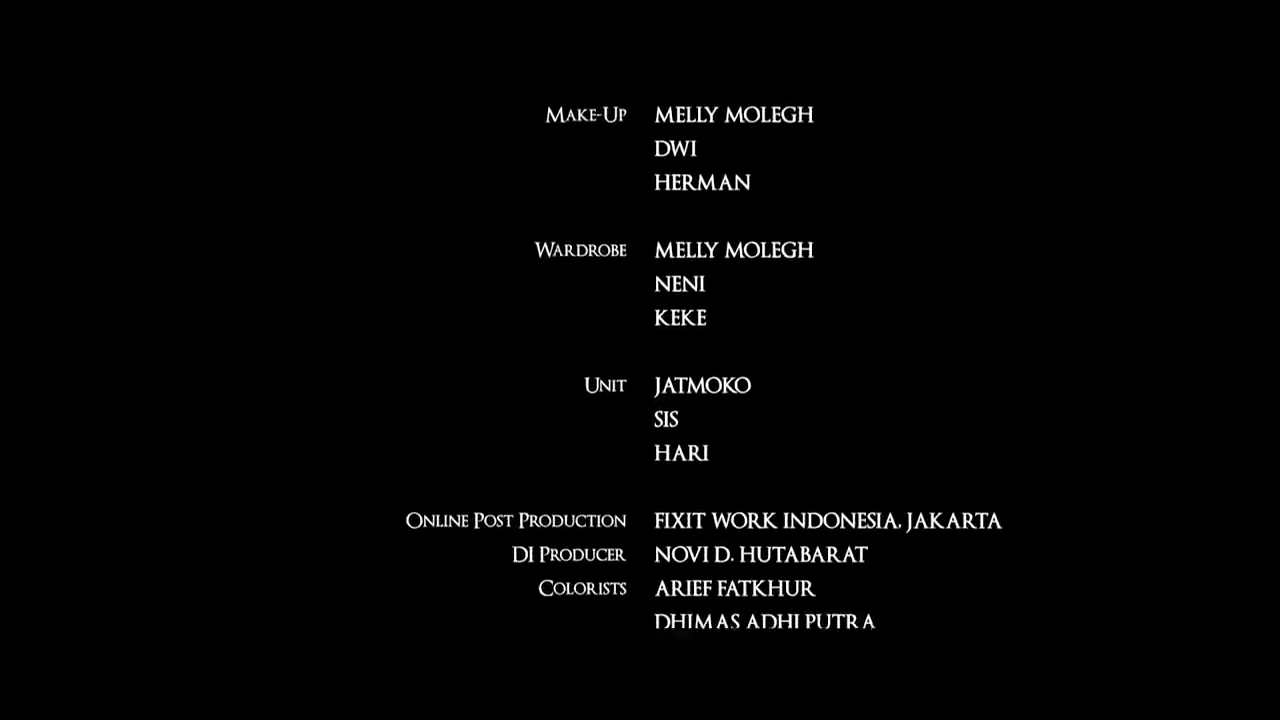 Make-Up MELLY MOLEGH
DWI
HERMAN
Wardrobe MELLY MOLEGH
NENI
KEKE
Unit JATMOKO
SIS
HARI
Online Post Production FIXIT WORK INDONESIA, JAKARTA
DI Producer NOVI D. HUTABARAT
Colorists ARIEF FATKHUR
DHIMAS ADHI PUTRA